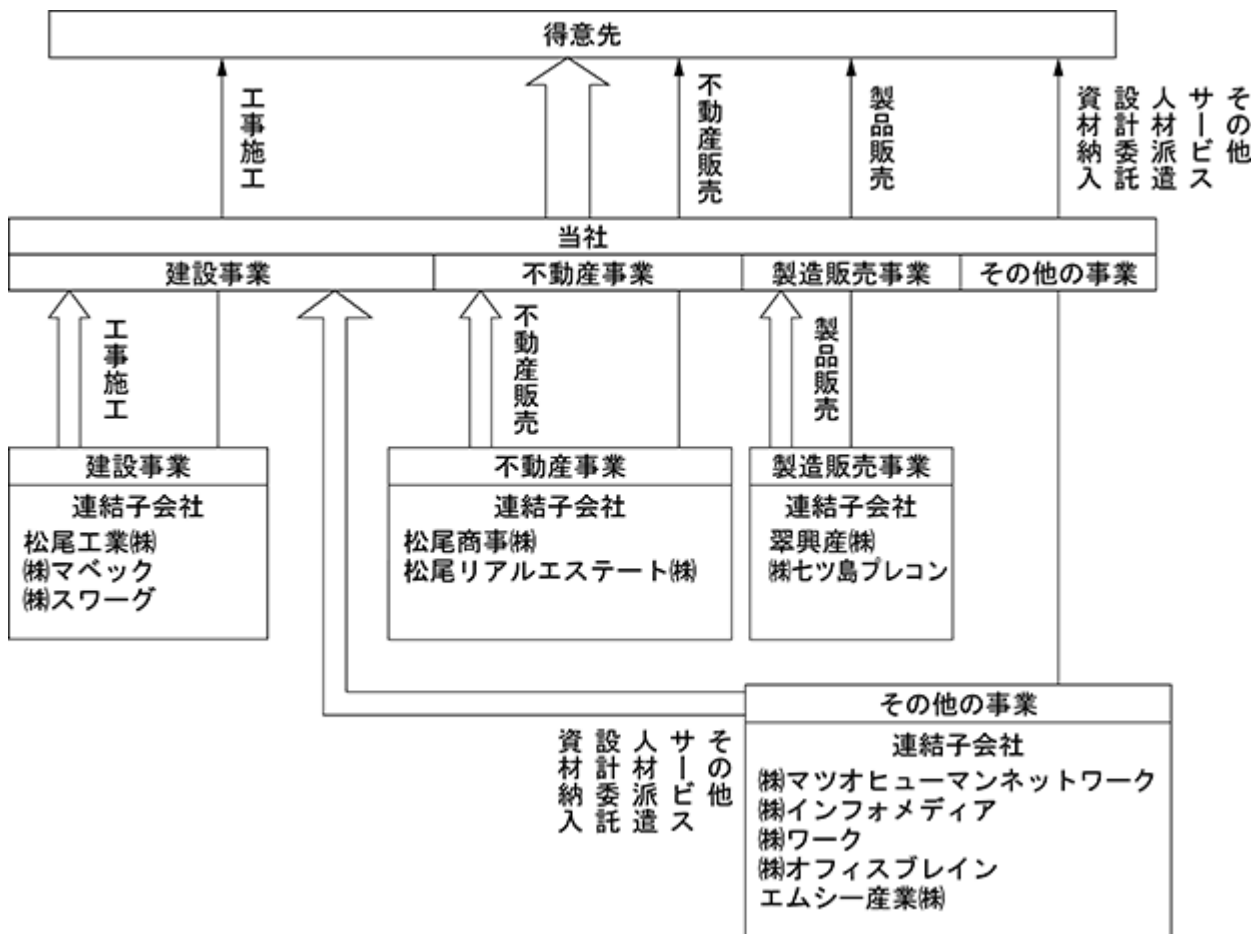 得意先
工事施工
不動産販売
製品販売
その他
サービス
人材派遣
設計委託
資材納入
当社
建設事業
不動産事業
製造販売事業
その他の事業
工事施工
不動産販売
製品販売
建設事業
連結子会社
松尾工業㈱
㈱マベック
㈱スワーグ
不動産事業
連結子会社
松尾商事㈱
松尾リアルエステート㈱
製造販売事業
連結子会社
翠興産㈱
㈱七ツ島プレコン
その他
サービス
人材派遣
設計委託
資材納入
その他の事業
連結子会社
㈱マツオヒューマンネットワーク
㈱インフォメディア
㈱ワーク
㈱オフィスブレイン
エムシー産業㈱